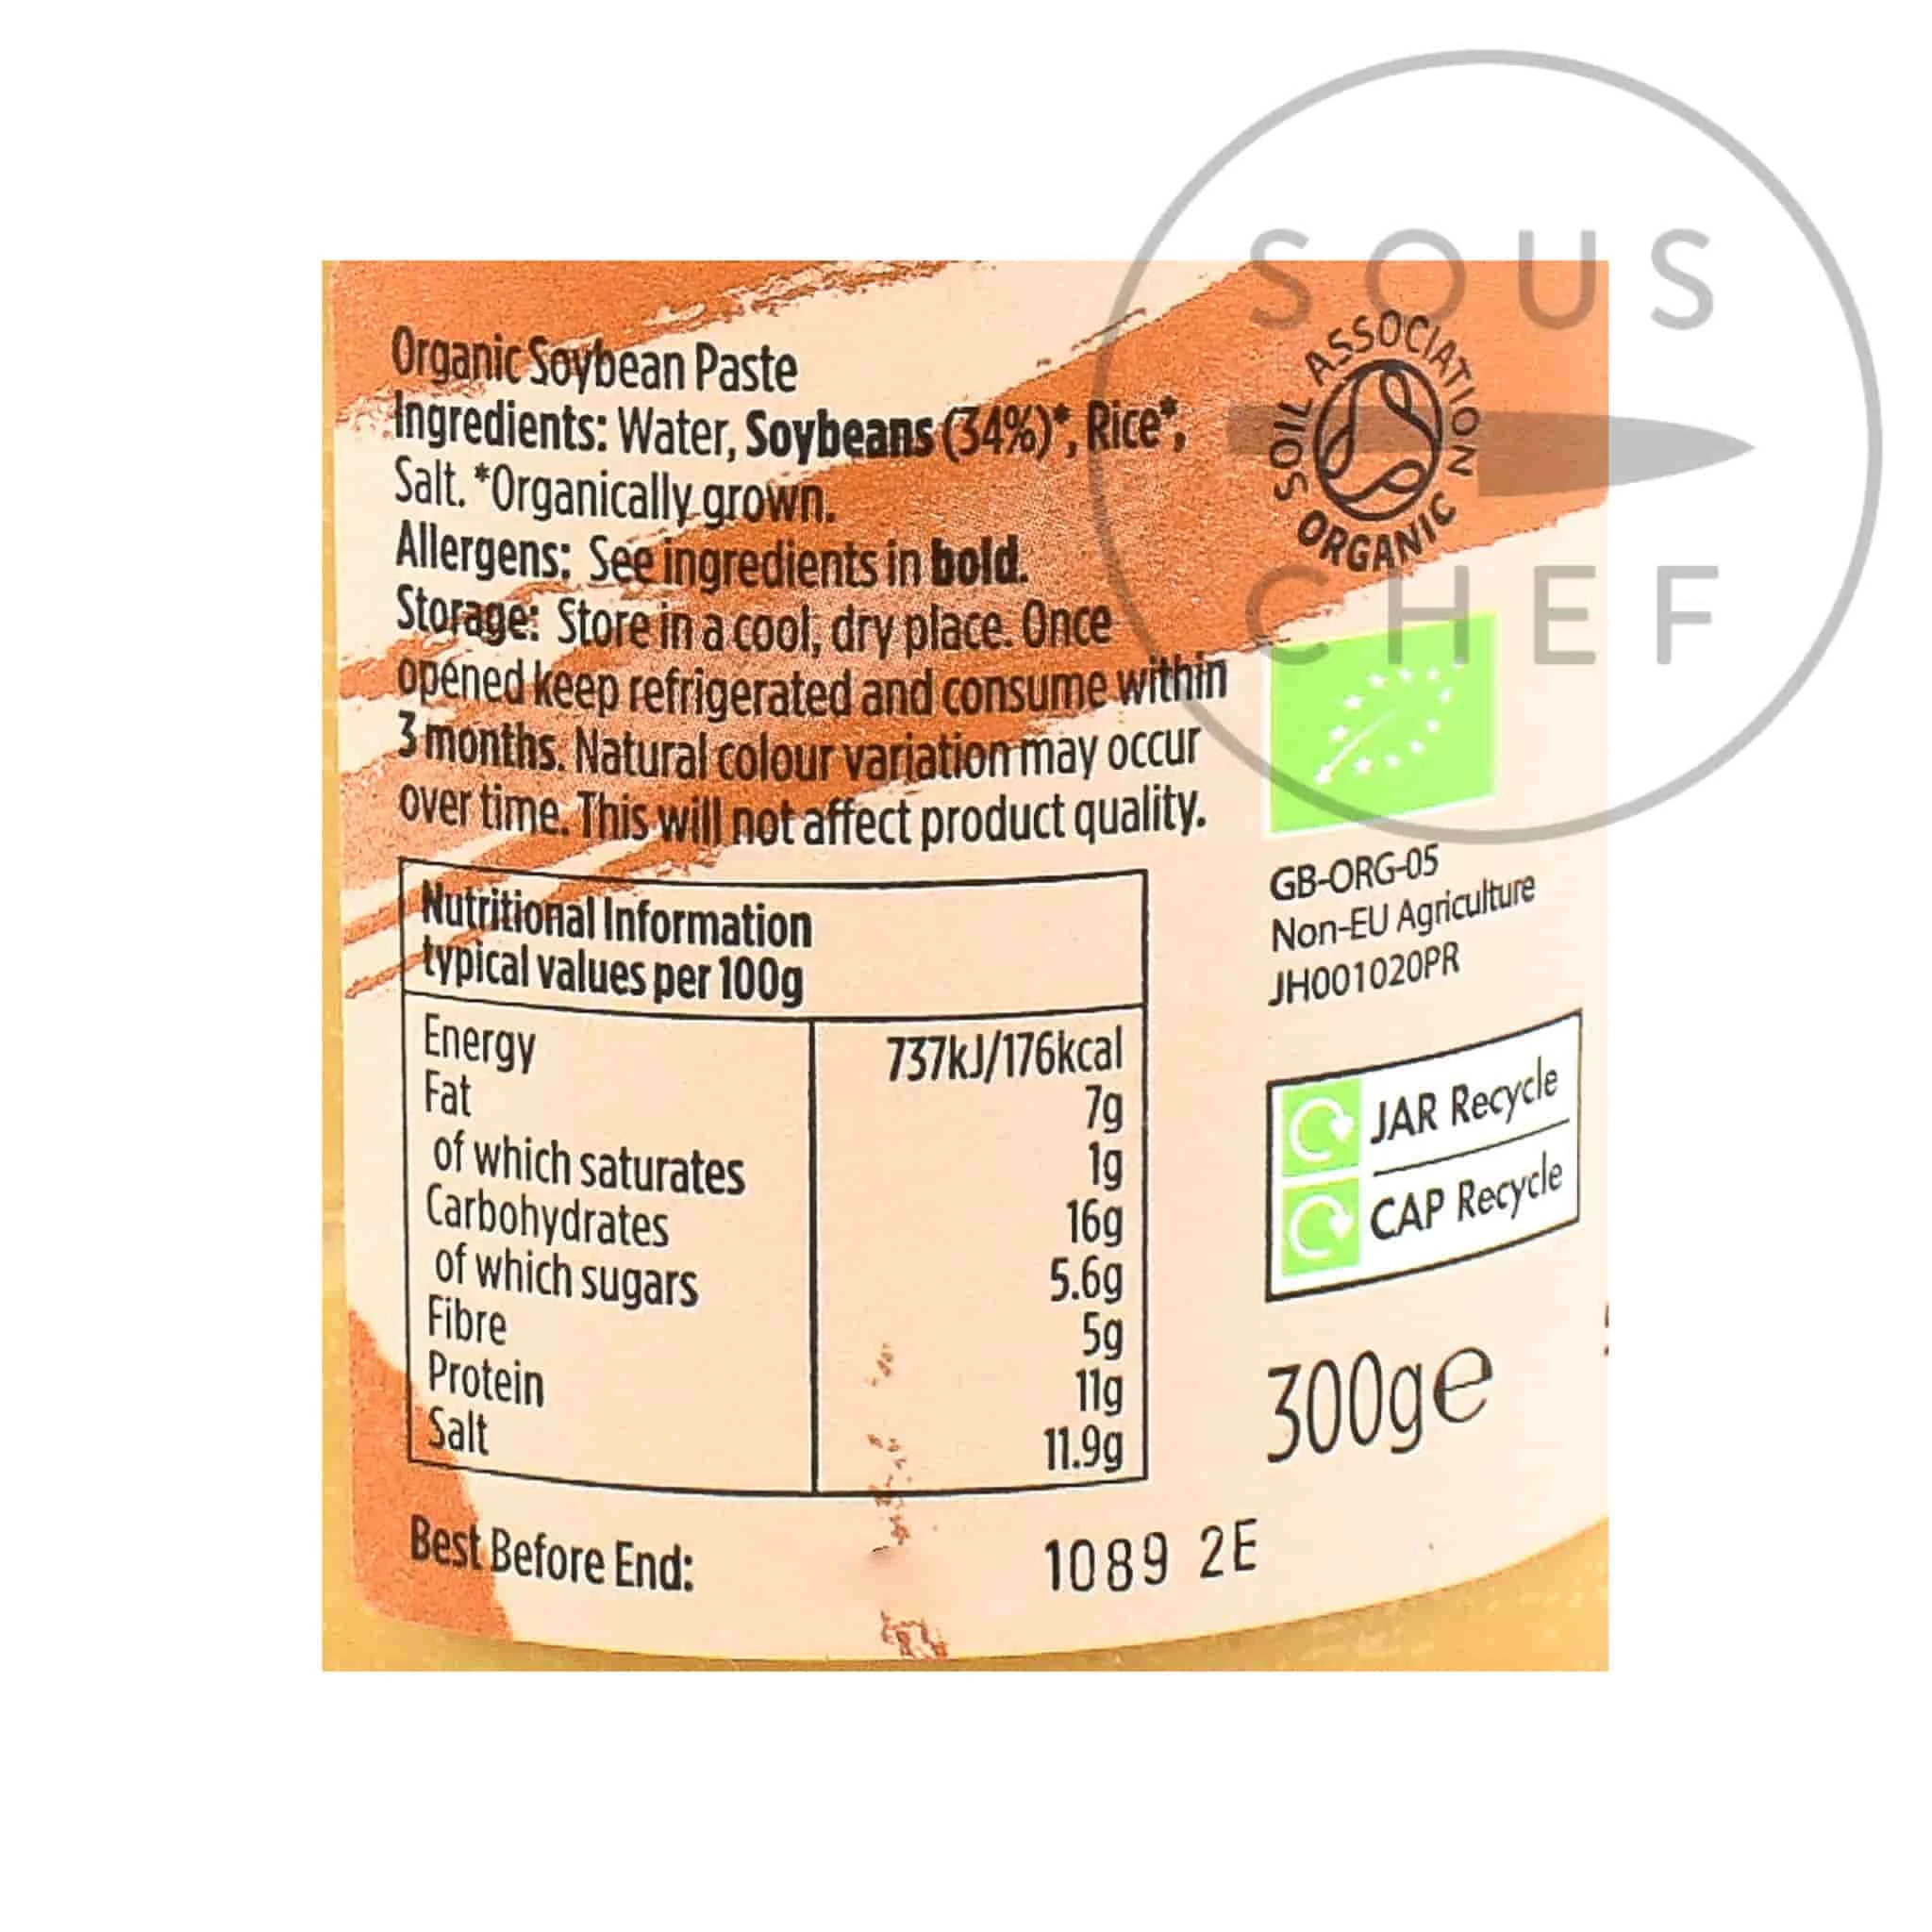 SOUS
CHEF
Organic Soybean Paste
Ingredients: Water, Soybeans (34%)*, Rice*,
Salt. *Organically grown.
Allergens: See ingredients in bold.
Storage: Store in a cool, dry place. Once
opened keep refrigerated and consume within
3 months. Natural colour variation may occur
over time. This will not affect product quality.
Nutritional Information
typical values per 100g
Energy 737kJ/176kcal
Fat 7g
of which saturates 1g
Carbohydrates 16g
of which sugars 5.6g
Fibre 5g
Protein 11g
Salt 11.9g
Best Before End: 1089 2E
SOIL ASSOCIATION
ORGANIC
GB-ORG-05
Non-EU Agriculture
JH001020PR
JAR Recycle
CAP Recycle
300g℮